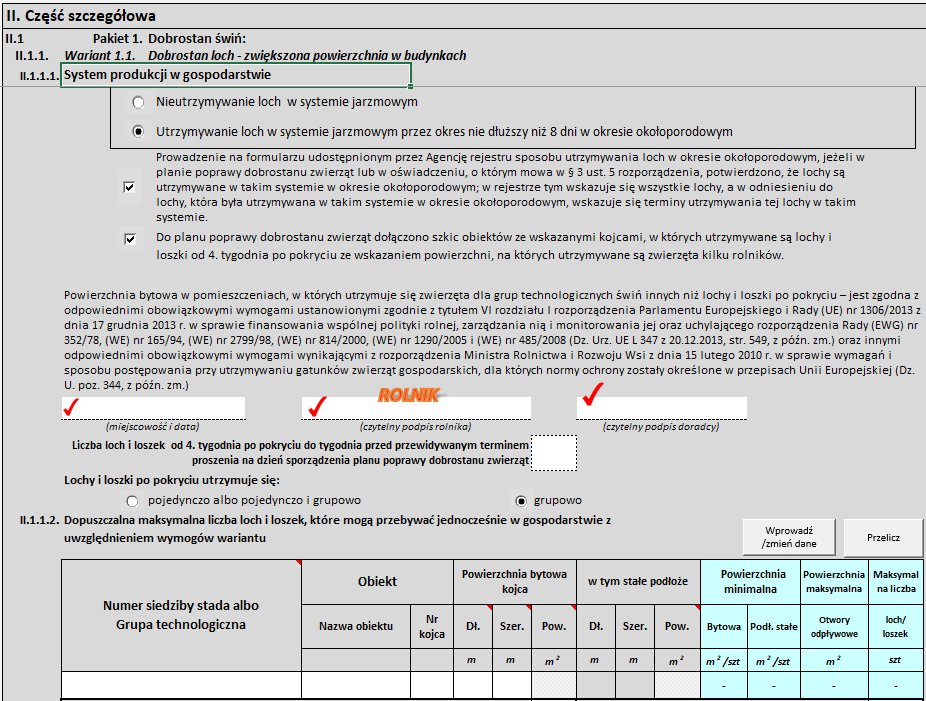 II. Część szczegółowa
II.1 Pakiet 1. Dobrostan świń:
II.1.1. Wariant 1.1. Dobrostan loch - zwiększona powierzchnia w budynkach
II.1.1.1. System produkcji w gospodarstwie
Nieutrzymywanie loch w systemie jarzmowym
Utrzymywanie loch w systemie jarzmowym przez okres nie dłuższy niż 8 dni w okresie okołoporodowym
Prowadzenie na formularzu udostępnionym przez Agencję rejestru sposobu utrzymywania loch w okresie okołoporodowym, jeżeli w
planie poprawy dobrostanu zwierząt lub w oświadczeniu, o którym mowa w § 3 ust. 5 rozporządzenia, potwierdzono, że lochy są
utrzymywane w takim systemie w okresie okołoporodowym; w rejestrze tym wskazuje się wszystkie lochy, a w odniesieniu do
lochy, która była utrzymywana w takim systemie w okresie okołoporodowym, wskazuje się terminy utrzymywania tej lochy w takim
systemie.
Do planu poprawy dobrostanu zwierząt dołączono szkic obiektów ze wskazanymi kojcami, w których utrzymywane są lochy i
loszki od 4. tygodnia po pokryciu ze wskazaniem powierzchni, na których utrzymywane są zwierzęta kilku rolników.
Powierzchnia bytowa w pomieszczeniach, w których utrzymuje się zwierzęta dla grup technologicznych świń innych niż lochy i loszki po pokryciu – jest zgodna z
odpowiednimi obowiązkowymi wymogami ustanowionymi zgodnie z tytułem VI rozdziału I rozporządzenia Parlamentu Europejskiego i Rady (UE) nr 1306/2013 z
dnia 17 grudnia 2013 r. w sprawie finansowania wspólnej polityki rolnej, zarządzania nią i monitorowania jej oraz uchylającego rozporządzenia Rady (EWG) nr
352/78, (WE) nr 165/94, (WE) nr 2799/98, (WE) nr 814/2000, (WE) nr 1290/2005 i (WE) nr 485/2008 (Dz. Urz. UE L 347 z 20.12.2013, str. 549, z późn. zm.) oraz innymi
odpowiednimi obowiązkowymi wymogami wynikającymi z rozporządzenia Ministra Rolnictwa i Rozwoju Wsi z dnia 15 lutego 2010 r. w sprawie wymagań i
sposobu postępowania przy utrzymywaniu gatunków zwierząt gospodarskich, dla których normy ochrony zostały określone w przepisach Unii Europejskiej (Dz.
U. poz. 344, z późn. zm.)
ROLNIK
(miejscowość i data) (czytelny podpis rolnika) (czytelny podpis doradcy)
Liczba loch i loszek od 4. tygodnia po pokryciu do tygodnia przed przewidywanym terminem
proszenia na dzień sporządzenia planu poprawy dobrostanu zwierząt
Lochy i loszki po pokryciu utrzymuje się:
pojedynczo albo pojedynczo i grupowo grupowo
II.1.1.2. Dopuszczalna maksymalna liczba loch i loszek, które mogą przebywać jednocześnie w gospodarstwie z
uwzględnieniem wymogów wariantu
Wprowadź
/zmień dane
Przelicz
Numer siedziby stada albo
Grupa technologiczna
Obiekt
Powierzchnia bytowa
kojca
w tym stałe podłoże
Powierzchnia
minimalna
Powierzchnia
maksymalna
Maksymal
na liczba
Nazwa obiektu
Nr
kojca
Dł. Szer. Pow. Dł. Szer. Pow. Bytowa Podł. stałe
Otwory
odpływowe
loch/
loszek
m m m² m m m² m²/szt m²/szt m² szt
- - - -